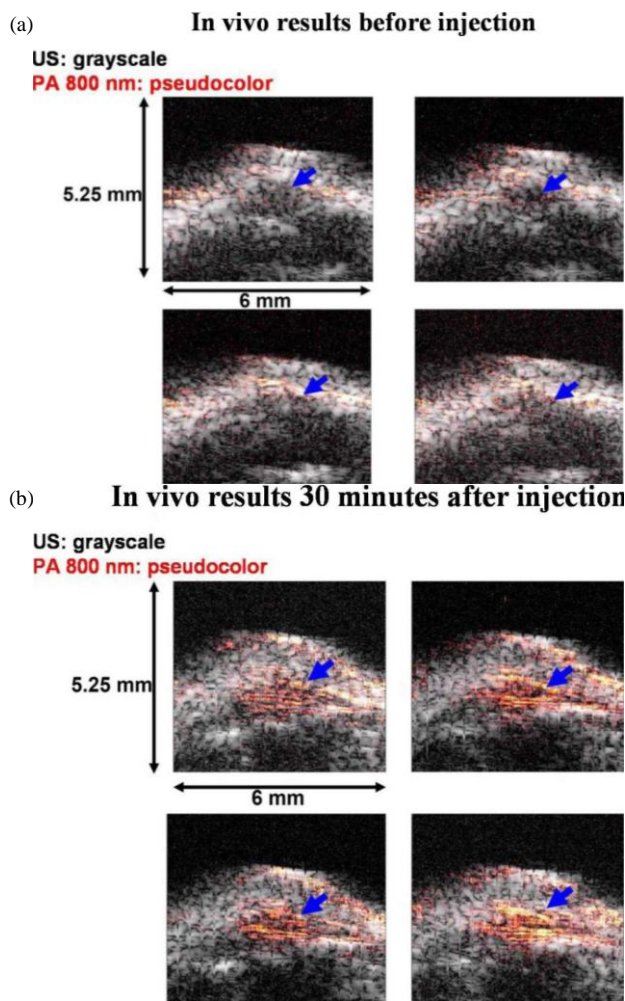 (a)
In vivo results before injection
US: grayscale
PA 800 nm: pseudocolor
5.25 mm
6 mm
(b)
In vivo results 30 minutes after injection
US: grayscale
PA 800 nm: pseudocolor
5.25 mm
6 mm